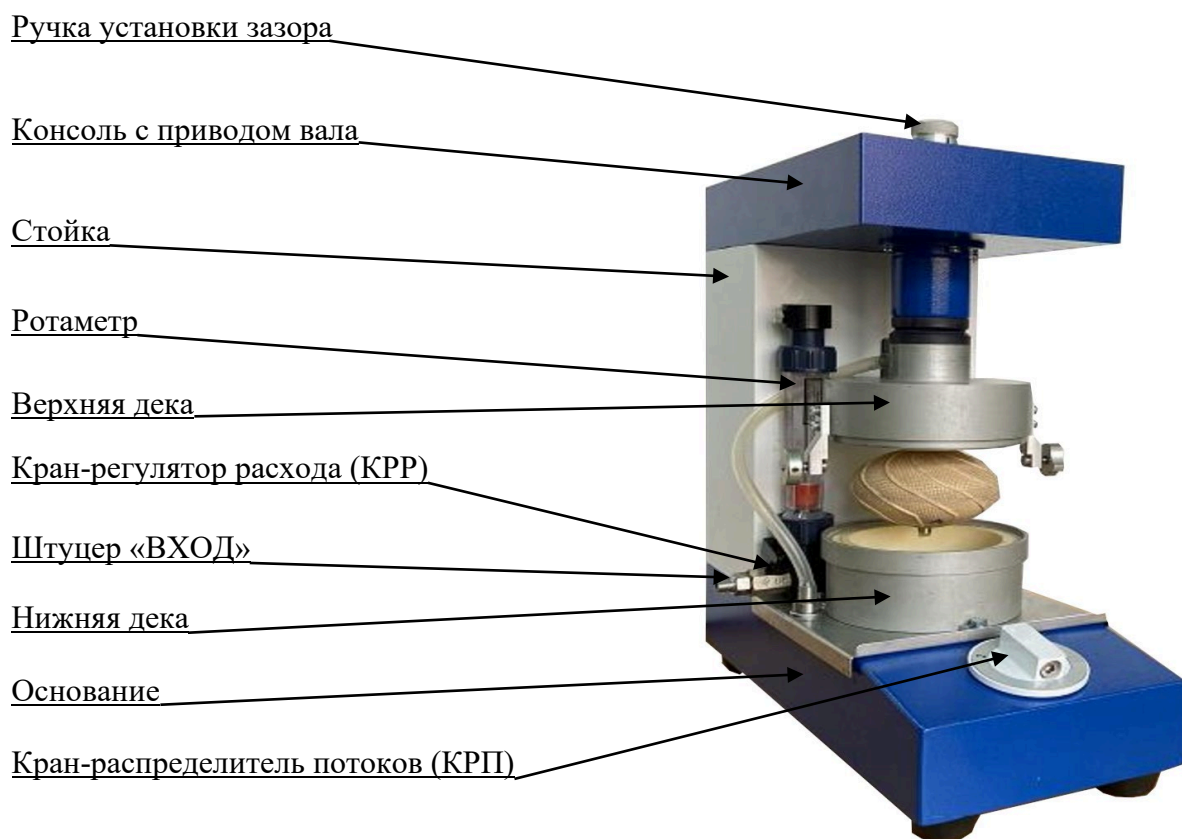 Ручка установки зазора
Консоль с приводом вала
Стойка
Ротаметр
Верхняя дека
Кран-регулятор расхода (КРР)
Штуцер «ВХОД»
Нижняя дека
Основание
Кран-распределитель потоков (КРП)